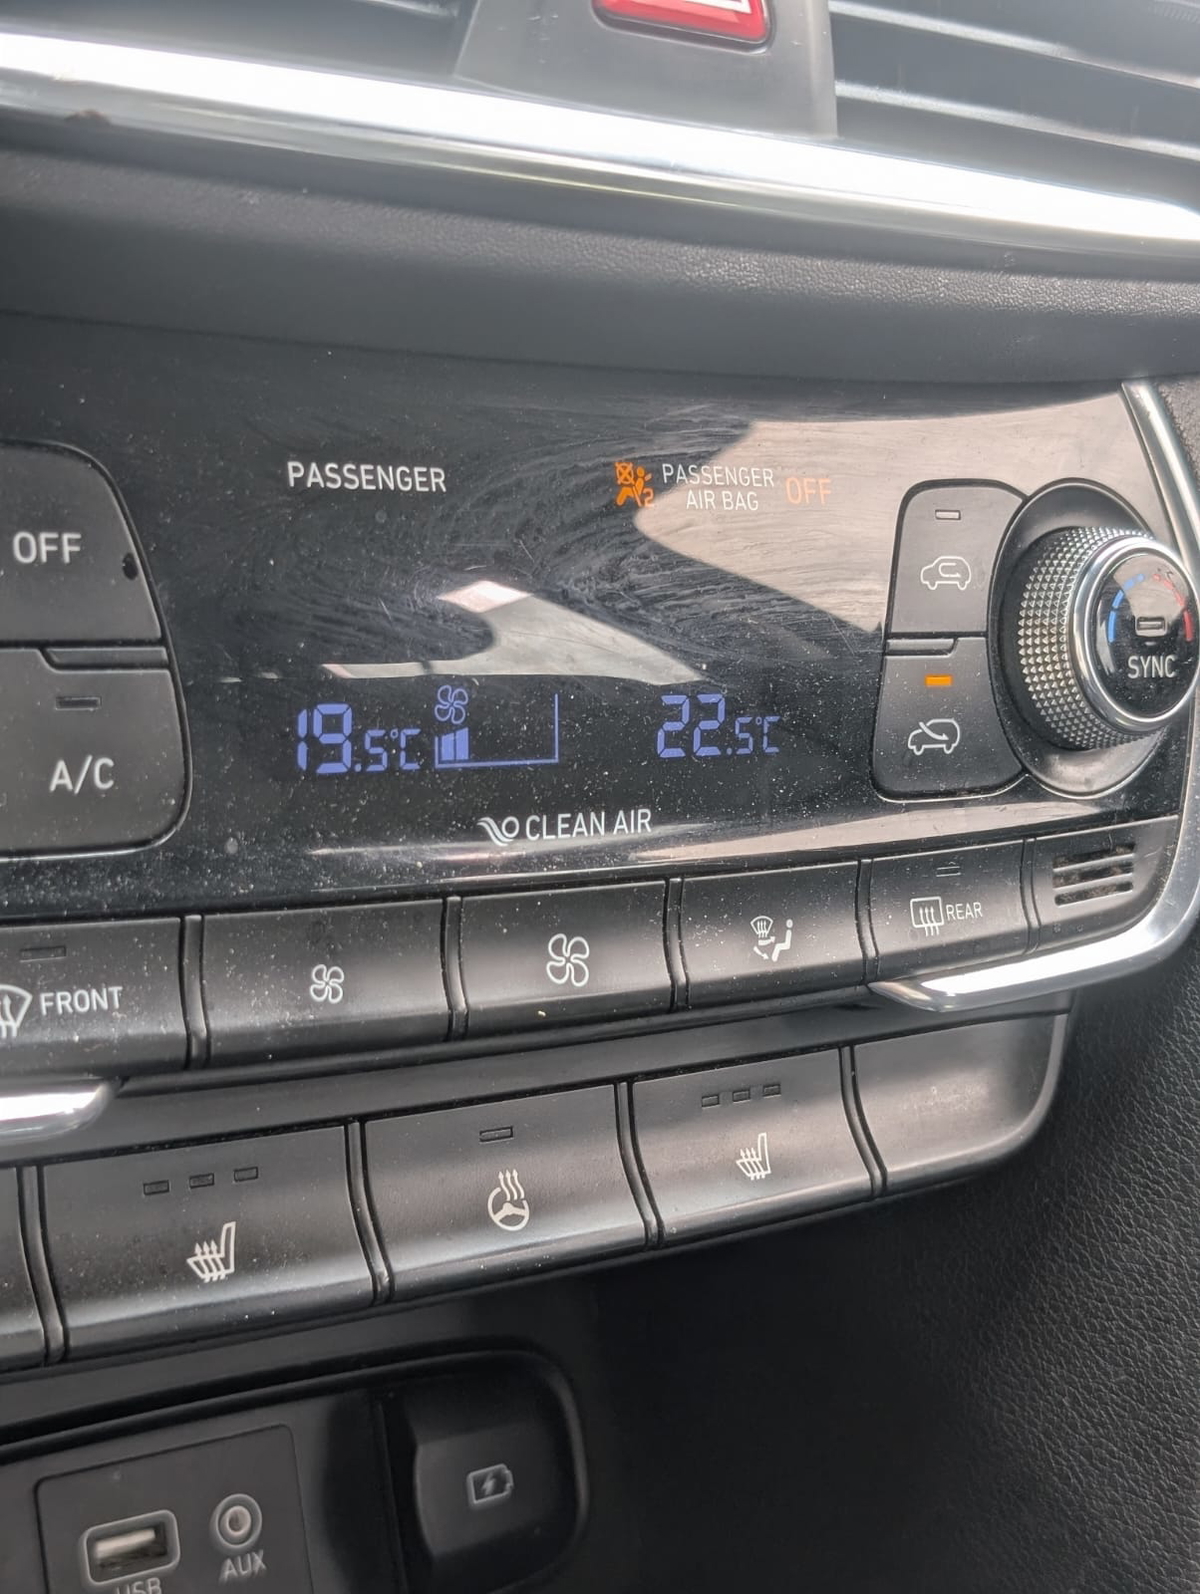 PASSENGER
PASSENGER
AIR BAG
OFF
OFF
SYNC
A/C
19.5°C
22.5°C
CLEAN AIR
FRONT
REAR
USB
AUX